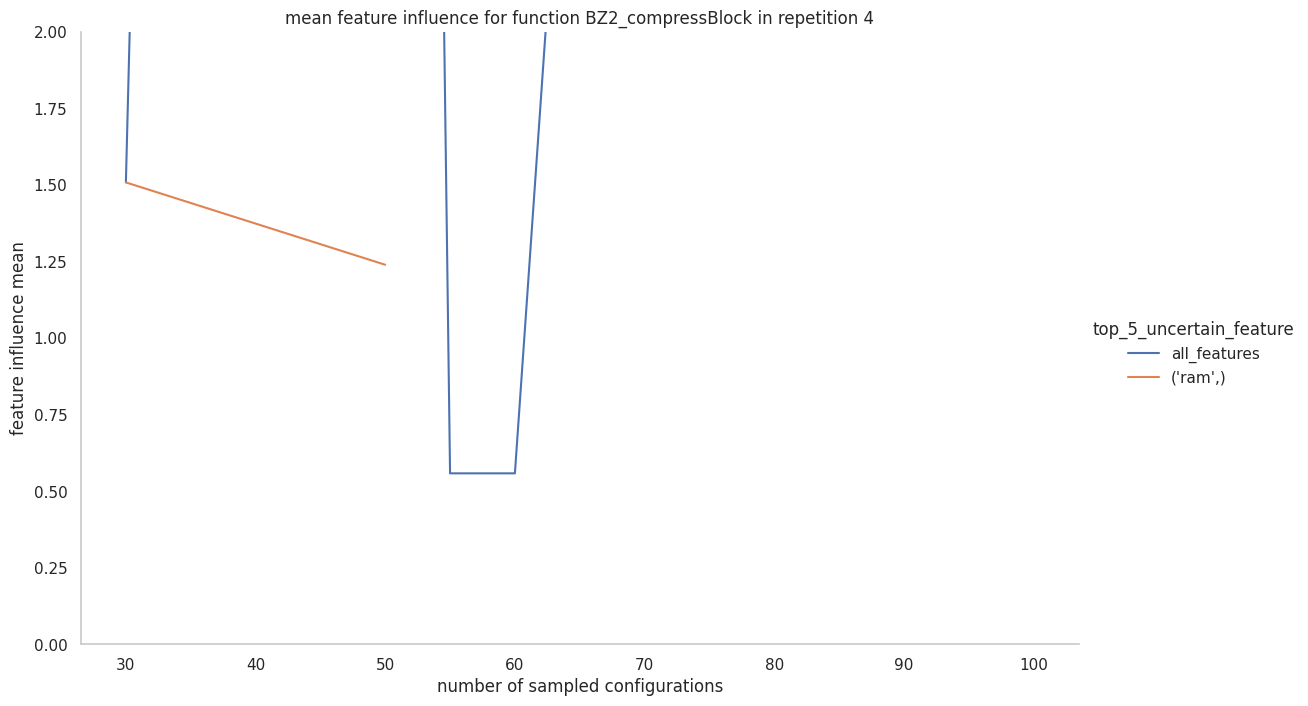 mean feature influence for function BZ2_compressBlock in repetition 4
2.00
1.75
1.50
1.25
1.00
0.75
0.50
0.25
0.00
feature influence mean
30 40 50 60 70 80 90 100
number of sampled configurations
top_5_uncertain_feature
all_features
('ram',)